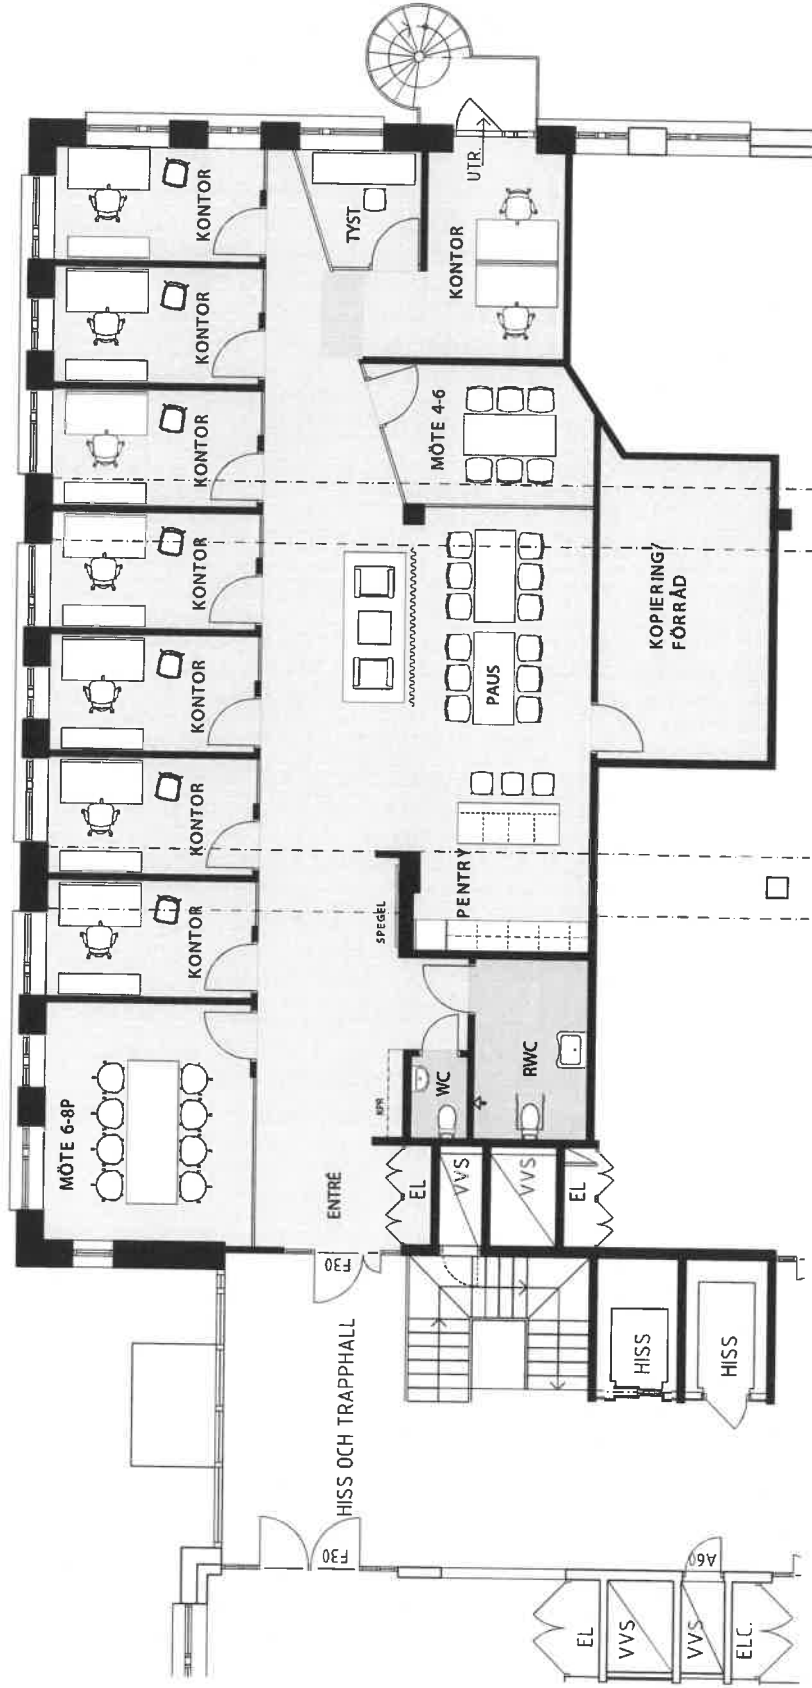 KONTOR
KONTOR
KONTOR
KONTOR
KONTOR
KONTOR
KONTOR
MÖTE 6-8P
TYST
UTR.
KONTOR
MÖTE 4-6
PAUS
KOPIERING/
FÖRRÅD
PENTRY
SPEGEL
KPR
WC
RWC
ENTRÉ
EL
VVS
VVS
EL
F30
HISS
HISS
HISS OCH TRAPPHALL
F30
A60
EL
VVS
VVS
ELC.